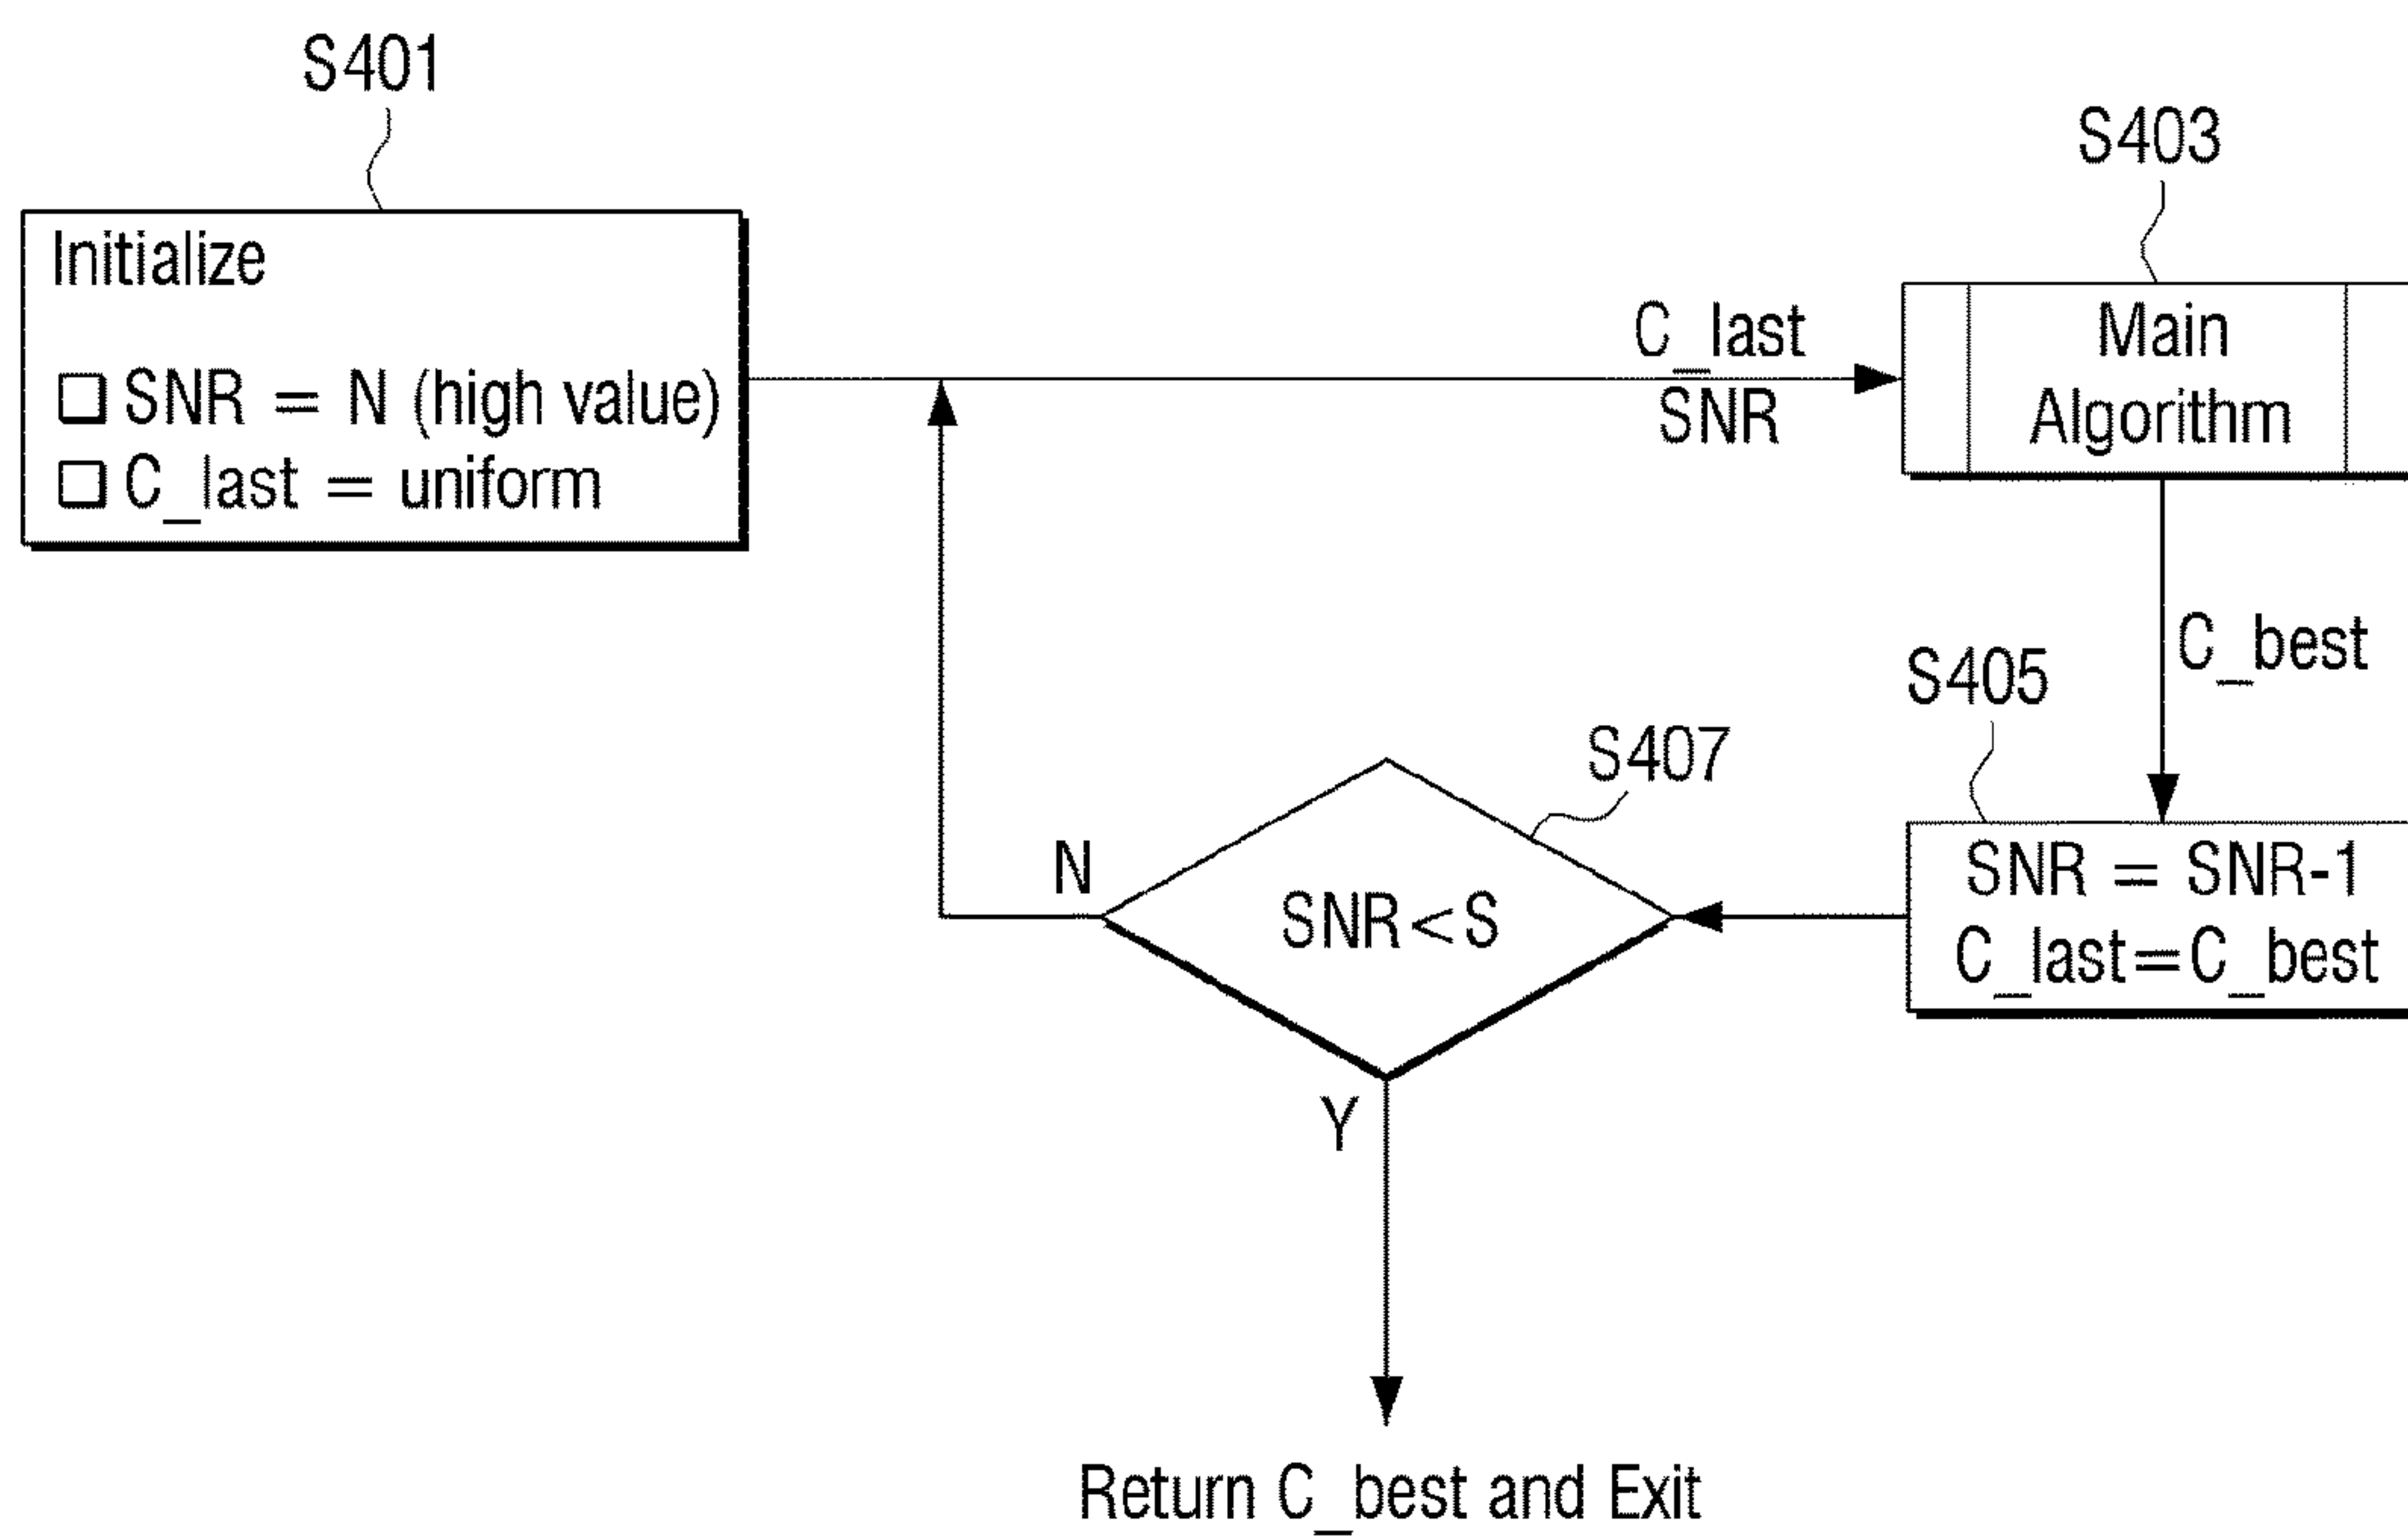 S401
Initialize
☐ SNR = N (high value)
☐ C_last = uniform
C_last
SNR
S403
Main
Algorithm
C_best
S405
SNR = SNR-1
C_last=C_best
S407
SNR<S
N
Y
Return C_best and Exit